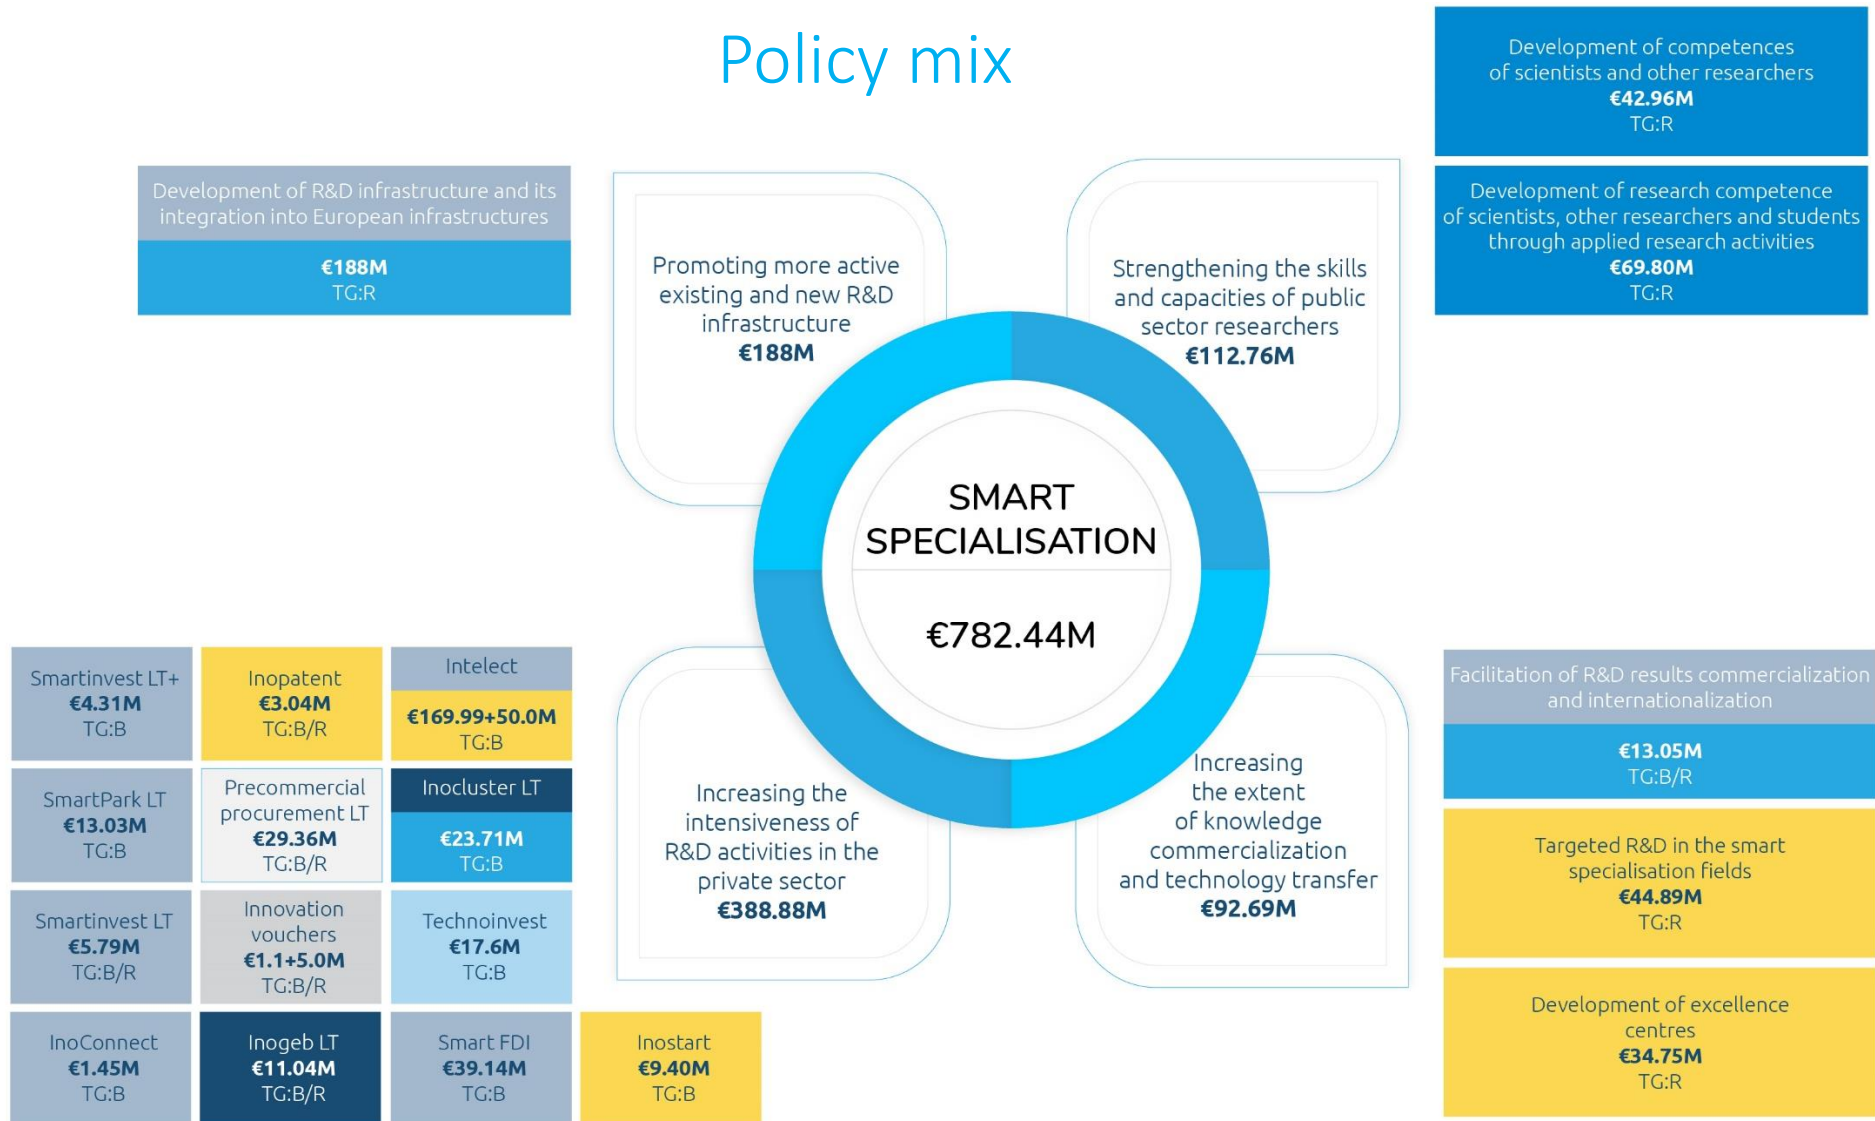 Policy mix
Development of competences
of scientists and other researchers
€42.96M
TG:R
Development of R&D infrastructure and its
integration into European infrastructures
€188M
TG:R
Promoting more active
existing and new R&D
infrastructure
€188M
Strengthening the skills
and capacities of public
sector researchers
€112.76M
Development of research competence
of scientists, other researchers and students
through applied research activities
€69.80M
TG:R
SMART
SPECIALISATION
€782.44M
Smartinvest LT+
€4.31M
TG:B
Inopatent
€3.04M
TG:B/R
Intelect
€169.99+50.0M
TG:B
SmartPark LT
€13.03M
TG:B
Precommercial
procurement LT
€29.36M
TG:B/R
Inocluster LT
€23.71M
TG:B
Smartinvest LT
€5.79M
TG:B/R
Innovation
vouchers
€1.1+5.0M
TG:B/R
Technoinvest
€17.6M
TG:B
InoConnect
€1.45M
TG:B
Inogeb LT
€11.04M
TG:B/R
Smart FDI
€39.14M
TG:B
Inostart
€9.40M
TG:B
Increasing the
intensiveness of
R&D activities in the
private sector
€388.88M
Increasing
the extent
of knowledge
commercialization
and technology transfer
€92.69M
Facilitation of R&D results commercialization
and internationalization
€13.05M
TG:B/R
Targeted R&D in the smart
specialisation fields
€44.89M
TG:R
Development of excellence
centres
€34.75M
TG:R